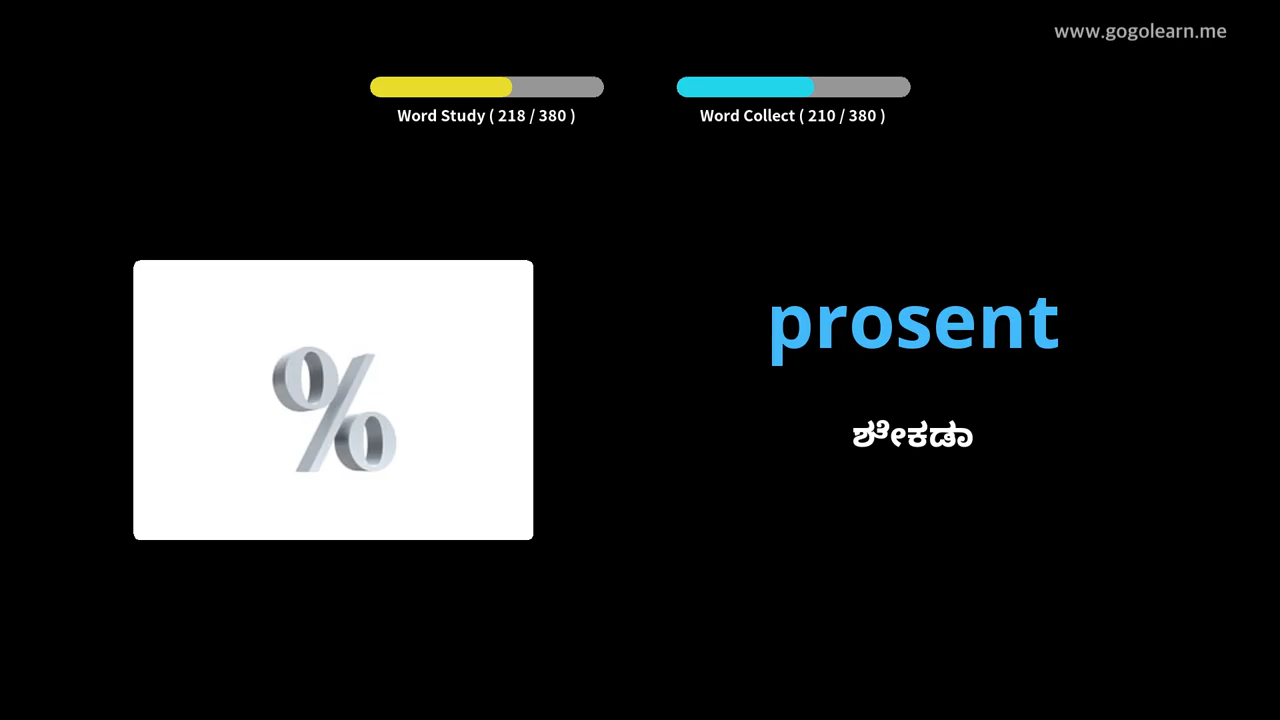 www.gogolearn.me
Word Study ( 218 / 380 )
Word Collect ( 210 / 380 )
%
prosent
ಶೇಕಡಾ